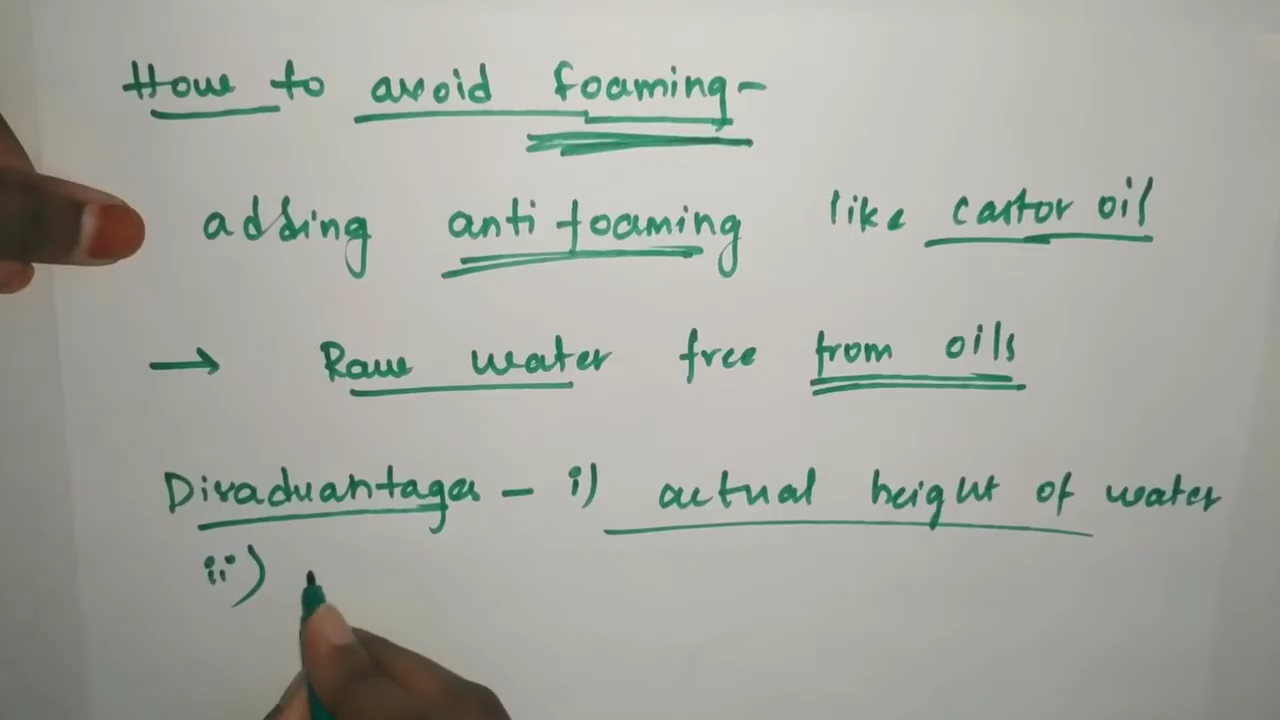 How to avoid foaming-
adding anti foaming like castor oil
→ Raw water free from oils
Disadvantages - i) actual height of water
ii)